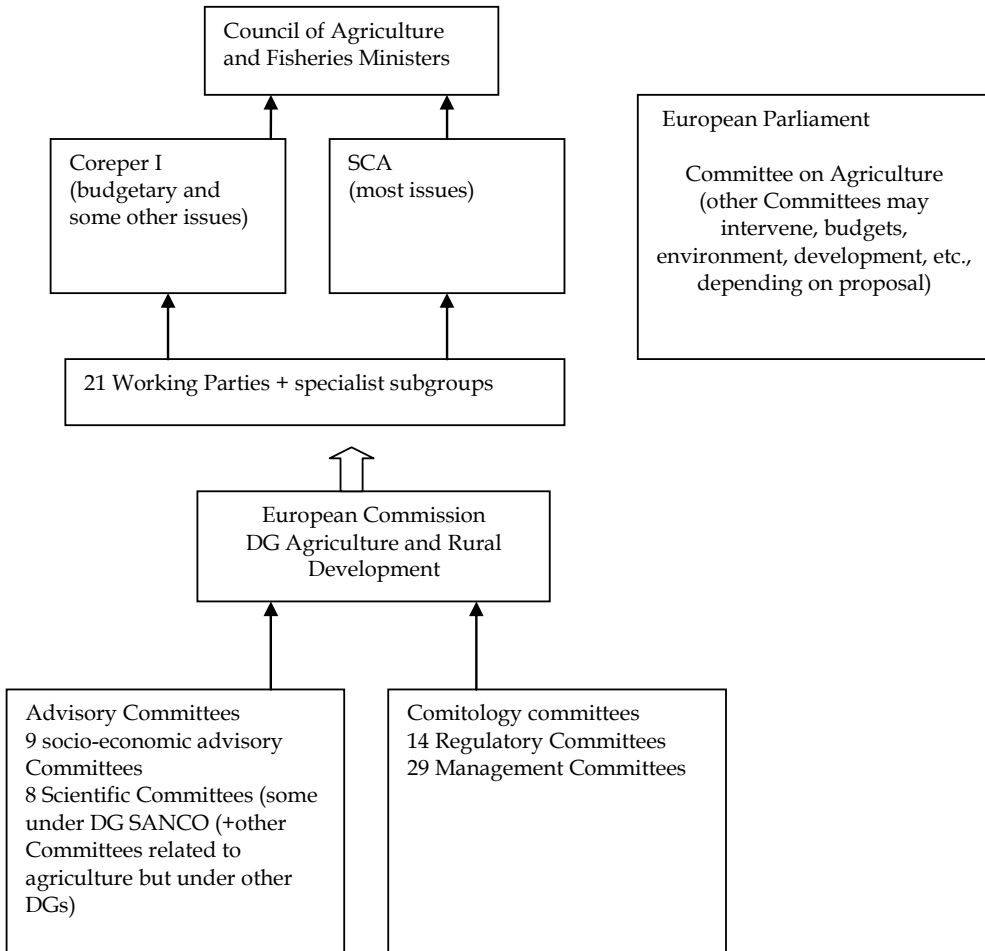 Council of Agriculture
and Fisheries Ministers
European Parliament
Committee on Agriculture
(other Committees may
intervene, budgets,
environment, development, etc.,
depending on proposal)
Coreper I
(budgetary and
some other issues)
SCA
(most issues)
21 Working Parties + specialist subgroups
European Commission
DG Agriculture and Rural
Development
Advisory Committees
9 socio-economic advisory
Committees
8 Scientific Committees (some
under DG SANCO (+other
Committees related to
agriculture but under other
DGs)
Comitology committees
14 Regulatory Committees
29 Management Committees